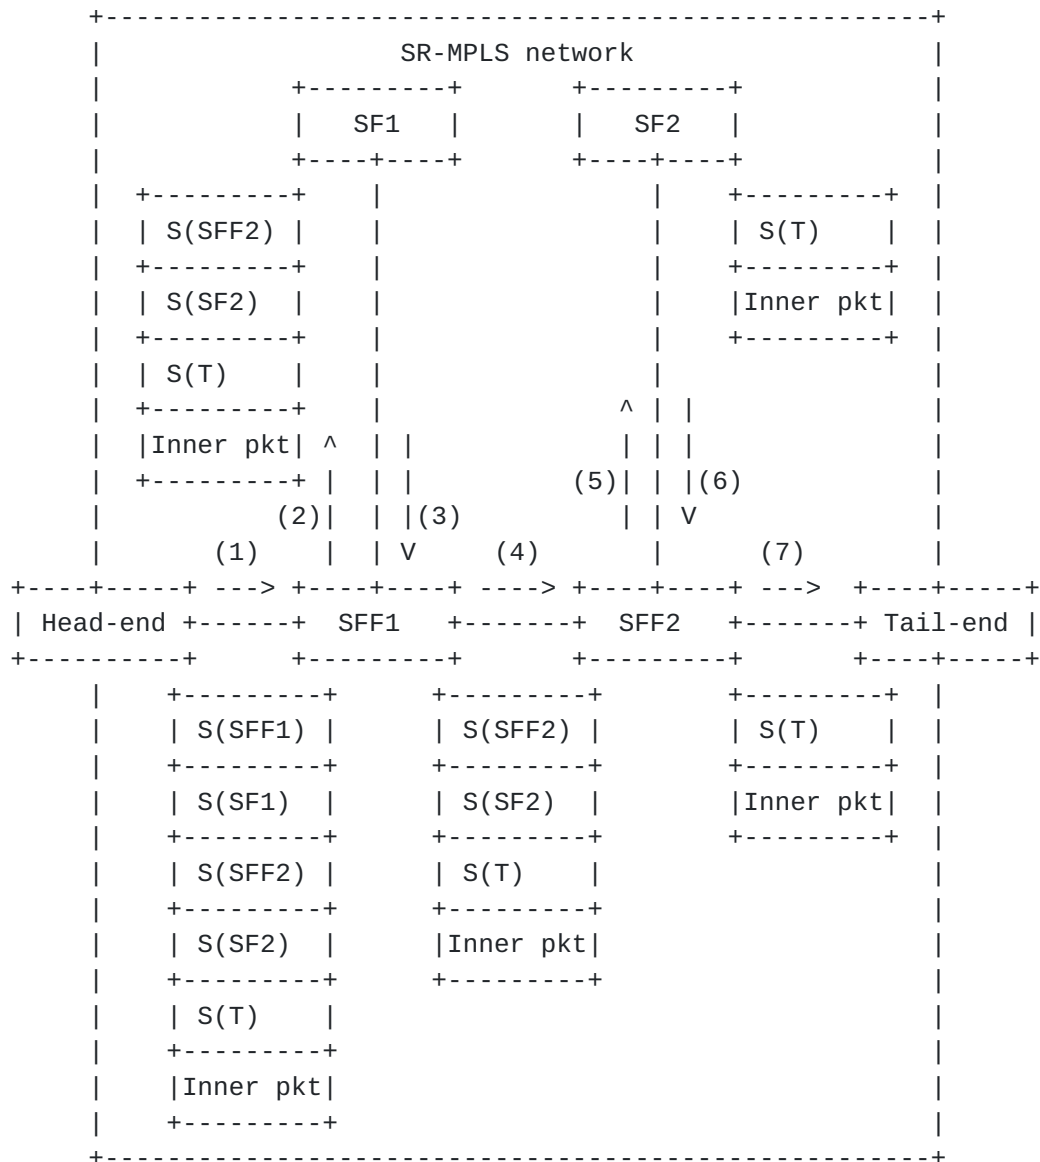 SR-MPLS network
SF1 SF2
S(SFF2) S(T)
S(SF2) Inner pkt
S(T)
Inner pkt
(5) (6)
(2) (3)
(1) (4) (7)
Head-end SFF1 SFF2 Tail-end
S(SFF1) S(SFF2) S(T)
S(SF1) S(SF2) Inner pkt
S(SFF2) S(T)
S(SF2) Inner pkt
S(T)
Inner pkt